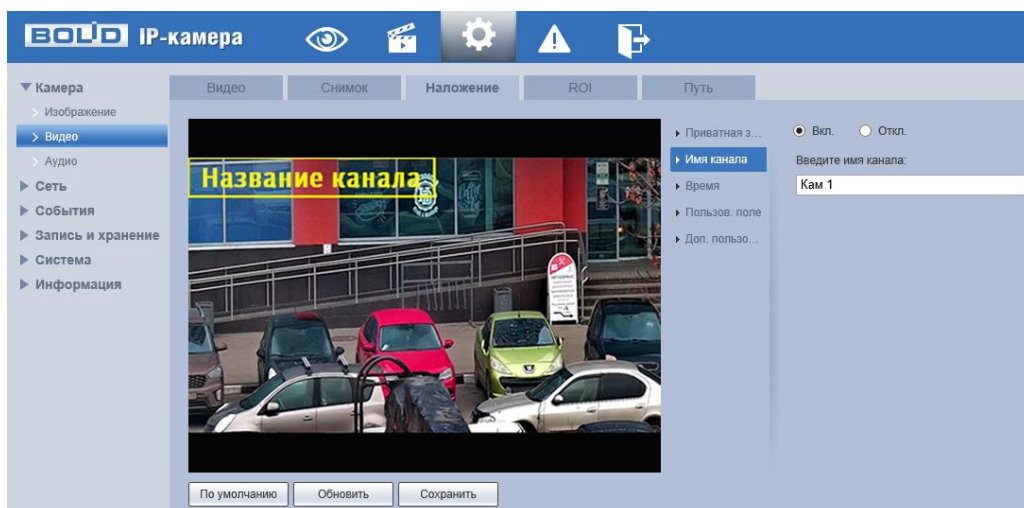 BOLID IP-камера
Камера
Изображение
Видео
Аудио
Сеть
События
Запись и хранение
Система
Информация
Видео
Снимок
Наложение
ROI
Путь
Название канала
Приватная з...
Имя канала
Время
Пользов. поле
Доп. пользо...
Вкл.
Откл.
Введите имя канала:
Кам 1
По умолчанию
Обновить
Сохранить